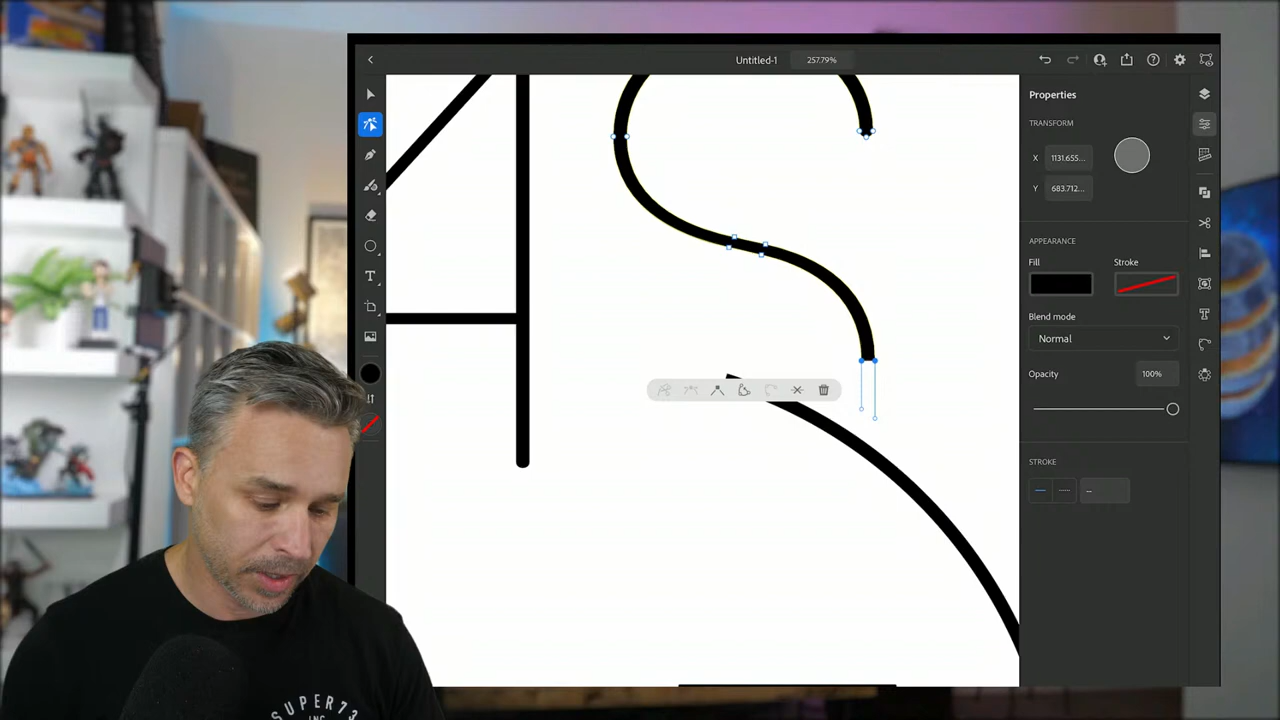 Untitled-1
257.79%
Properties
TRANSFORM
X 1131.655...
Y 683.712...
APPEARANCE
Fill
Stroke
Blend mode
Normal
Opacity
100%
STROKE
--
T
SUPER73
INC